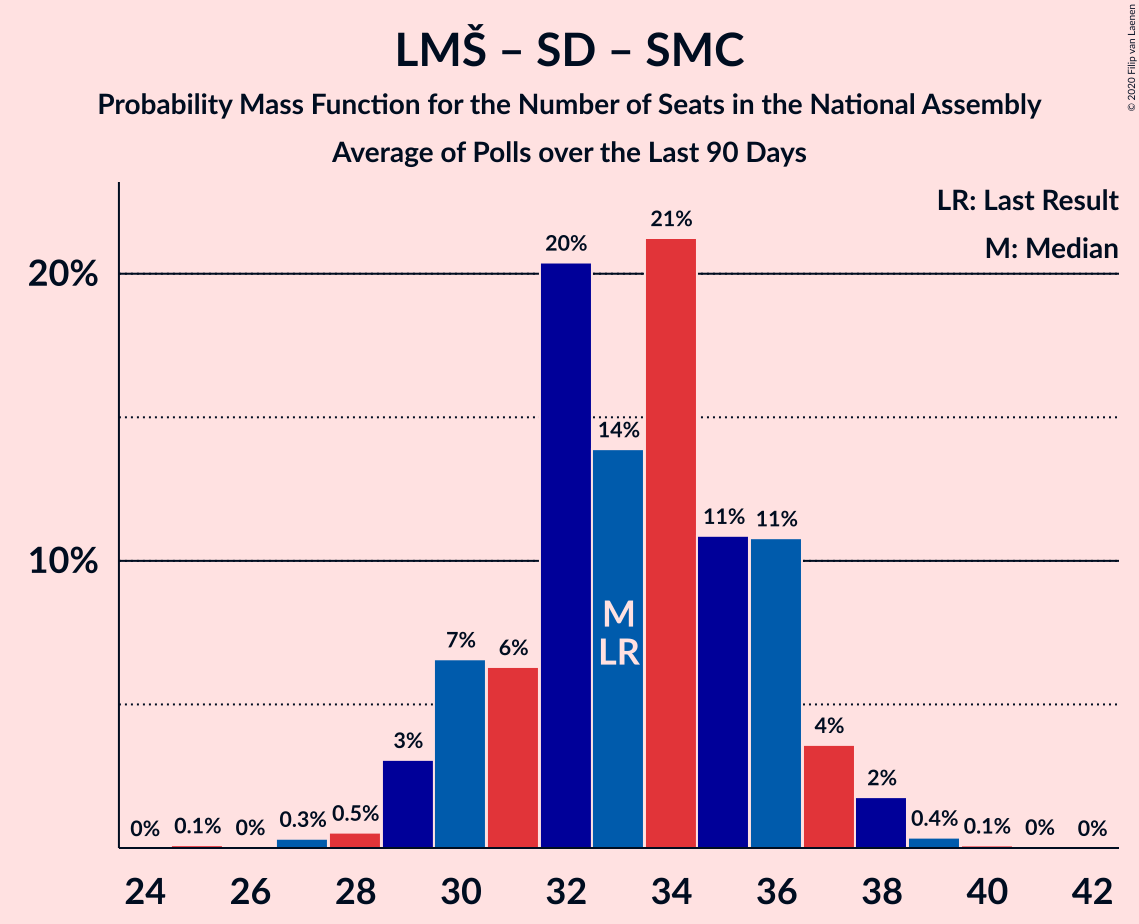 LMŠ – SD – SMC
Probability Mass Function for the Number of Seats in the National Assembly
Average of Polls over the Last 90 Days
© 2020 Filip van Laenen
LR: Last Result
M: Median
20%
10%
0%
0.1%
0%
0.3%
0.5%
3%
7%
6%
20%
14%
21%
11%
11%
4%
2%
0.4%
0.1%
0%
0%
M
LR
24 26 28 30 32 34 36 38 40 42